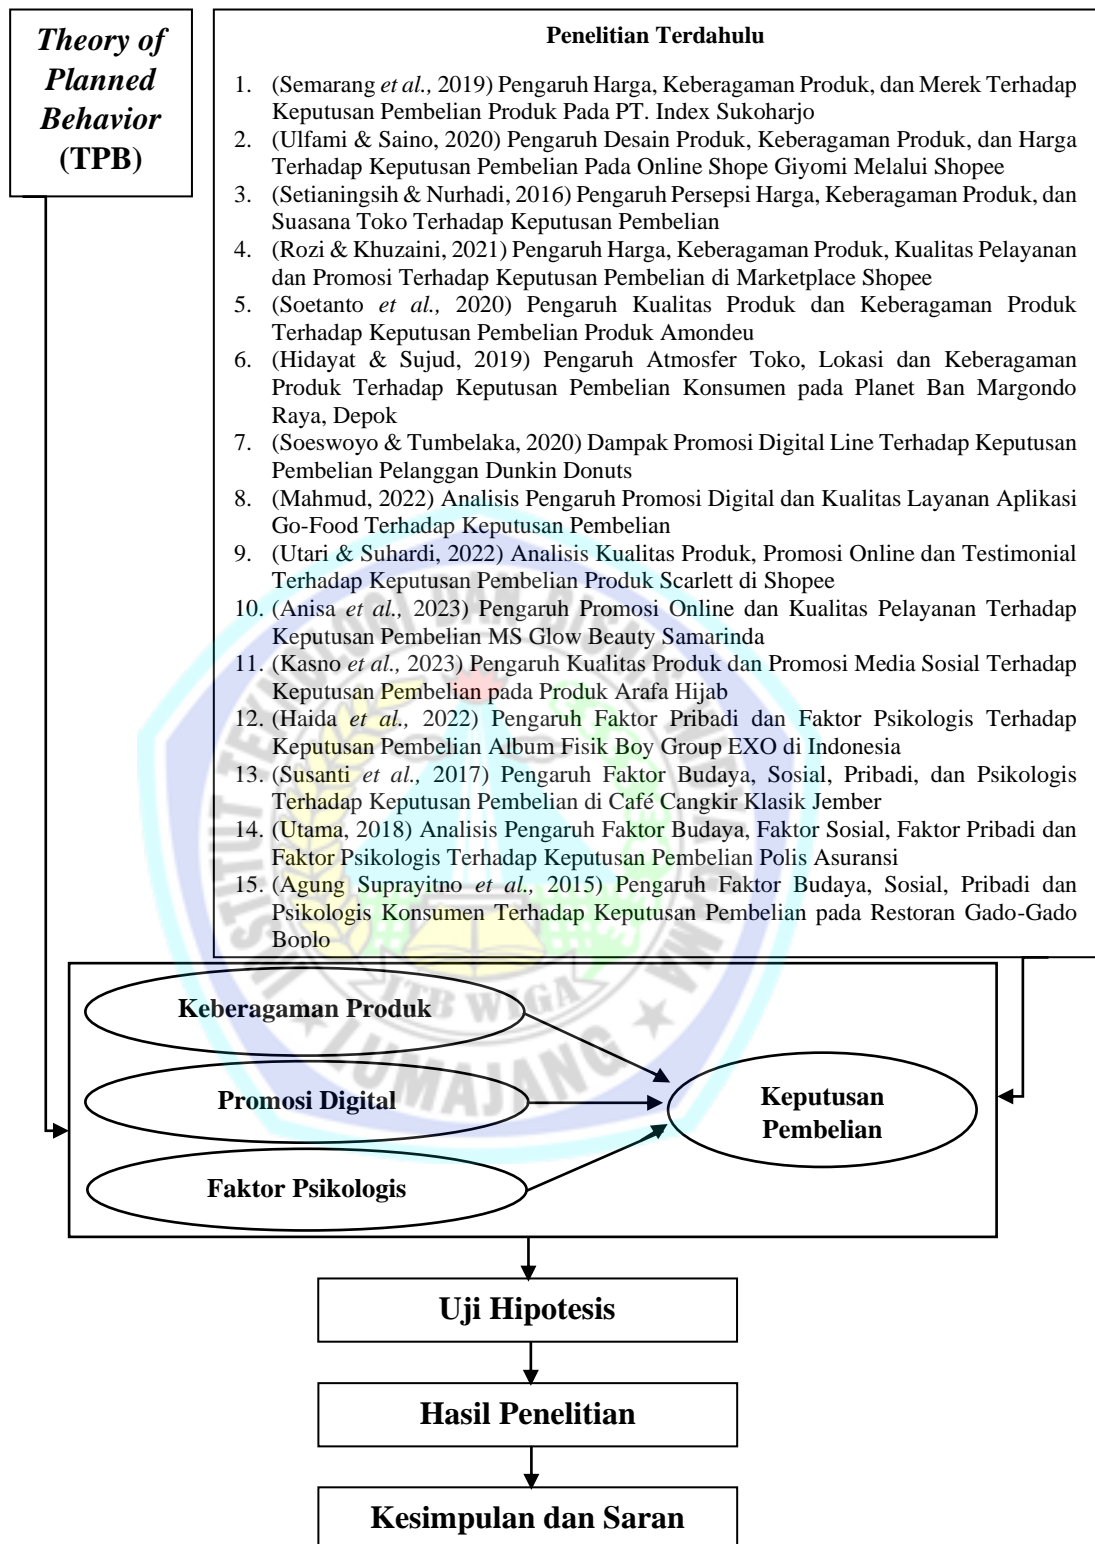 Theory of
Planned
Behavior
(TPB)
Penelitian Terdahulu
1. (Semarang et al., 2019) Pengaruh Harga, Keberagaman Produk, dan Merek Terhadap
Keputusan Pembelian Produk Pada PT. Index Sukoharjo
2. (Ulfami & Saino, 2020) Pengaruh Desain Produk, Keberagaman Produk, dan Harga
Terhadap Keputusan Pembelian Pada Online Shope Giyomi Melalui Shopee
3. (Setianingsih & Nurhadi, 2016) Pengaruh Persepsi Harga, Keberagaman Produk, dan
Suasana Toko Terhadap Keputusan Pembelian
4. (Rozi & Khuzaini, 2021) Pengaruh Harga, Keberagaman Produk, Kualitas Pelayanan
dan Promosi Terhadap Keputusan Pembelian di Marketplace Shopee
5. (Soetanto et al., 2020) Pengaruh Kualitas Produk dan Keberagaman Produk
Terhadap Keputusan Pembelian Produk Amondeu
6. (Hidayat & Sujud, 2019) Pengaruh Atmosfer Toko, Lokasi dan Keberagaman
Produk Terhadap Keputusan Pembelian Konsumen pada Planet Ban Margondo
Raya, Depok
7. (Soeswoyo & Tumbelaka, 2020) Dampak Promosi Digital Line Terhadap Keputusan
Pembelian Pelanggan Dunkin Donuts
8. (Mahmud, 2022) Analisis Pengaruh Promosi Digital dan Kualitas Layanan Aplikasi
Go-Food Terhadap Keputusan Pembelian
9. (Utari & Suhardi, 2022) Analisis Kualitas Produk, Promosi Online dan Testimonial
Terhadap Keputusan Pembelian Produk Scarlett di Shopee
10. (Anisa et al., 2023) Pengaruh Promosi Online dan Kualitas Pelayanan Terhadap
Keputusan Pembelian MS Glow Beauty Samarinda
11. (Kasno et al., 2023) Pengaruh Kualitas Produk dan Promosi Media Sosial Terhadap
Keputusan Pembelian pada Produk Arafa Hijab
12. (Haida et al., 2022) Pengaruh Faktor Pribadi dan Faktor Psikologis Terhadap
Keputusan Pembelian Album Fisik Boy Group EXO di Indonesia
13. (Susanti et al., 2017) Pengaruh Faktor Budaya, Sosial, Pribadi, dan Psikologis
Terhadap Keputusan Pembelian di Café Cangkir Klasik Jember
14. (Utama, 2018) Analisis Pengaruh Faktor Budaya, Faktor Sosial, Faktor Pribadi dan
Faktor Psikologis Terhadap Keputusan Pembelian Polis Asuransi
15. (Agung Suprayitno et al., 2015) Pengaruh Faktor Budaya, Sosial, Pribadi dan
Psikologis Konsumen Terhadap Keputusan Pembelian pada Restoran Gado-Gado
Boplo
INSTITUT TEKNOLOGI DAN BISNIS WIDYA GAMA
ITB WIGA
LUMAJANG
Keberagaman Produk
Promosi Digital
Faktor Psikologis
Keputusan
Pembelian
Uji Hipotesis
Hasil Penelitian
Kesimpulan dan Saran